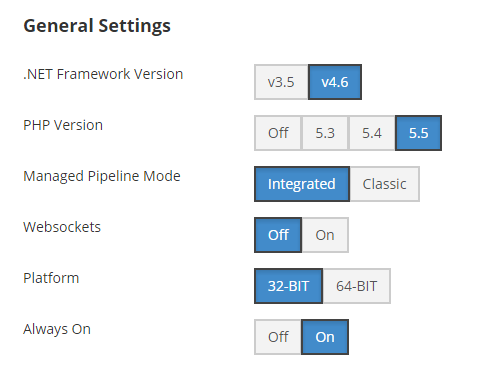 General Settings
.NET Framework Version v3.5 v4.6
PHP Version Off 5.3 5.4 5.5
Managed Pipeline Mode Integrated Classic
Websockets Off On
Platform 32-BIT 64-BIT
Always On Off On